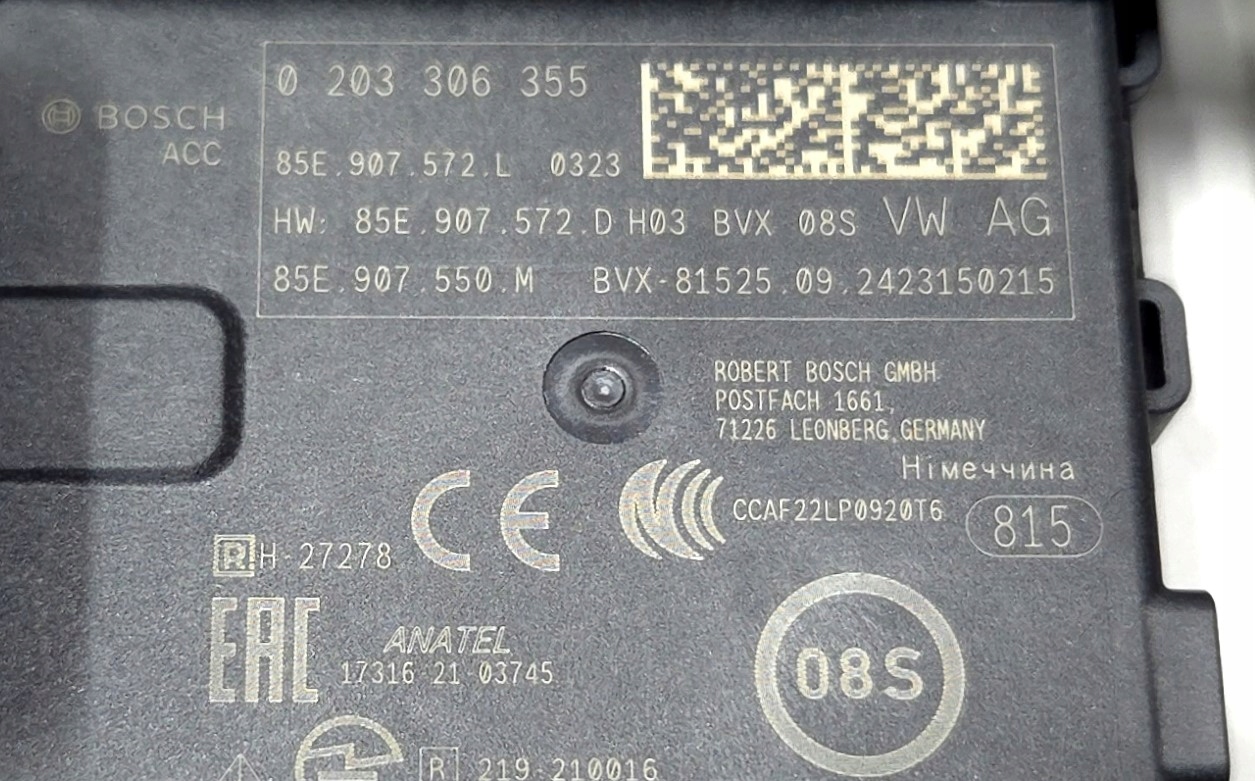 0 203 306 355
BOSCH
ACC
85E.907.572.L 0323
HW: 85E.907.572.D H03 BVX 08S VW AG
85E.907.550.M BVX-81525.09.2423150215
ROBERT BOSCH GMBH
POSTFACH 1661,
71226 LEONBERG, GERMANY
Німеччина
CE
CCAF22LP0920T6
815
R H-27278
EAC
ANATEL
17316-21-03745
08S
R 219-210016